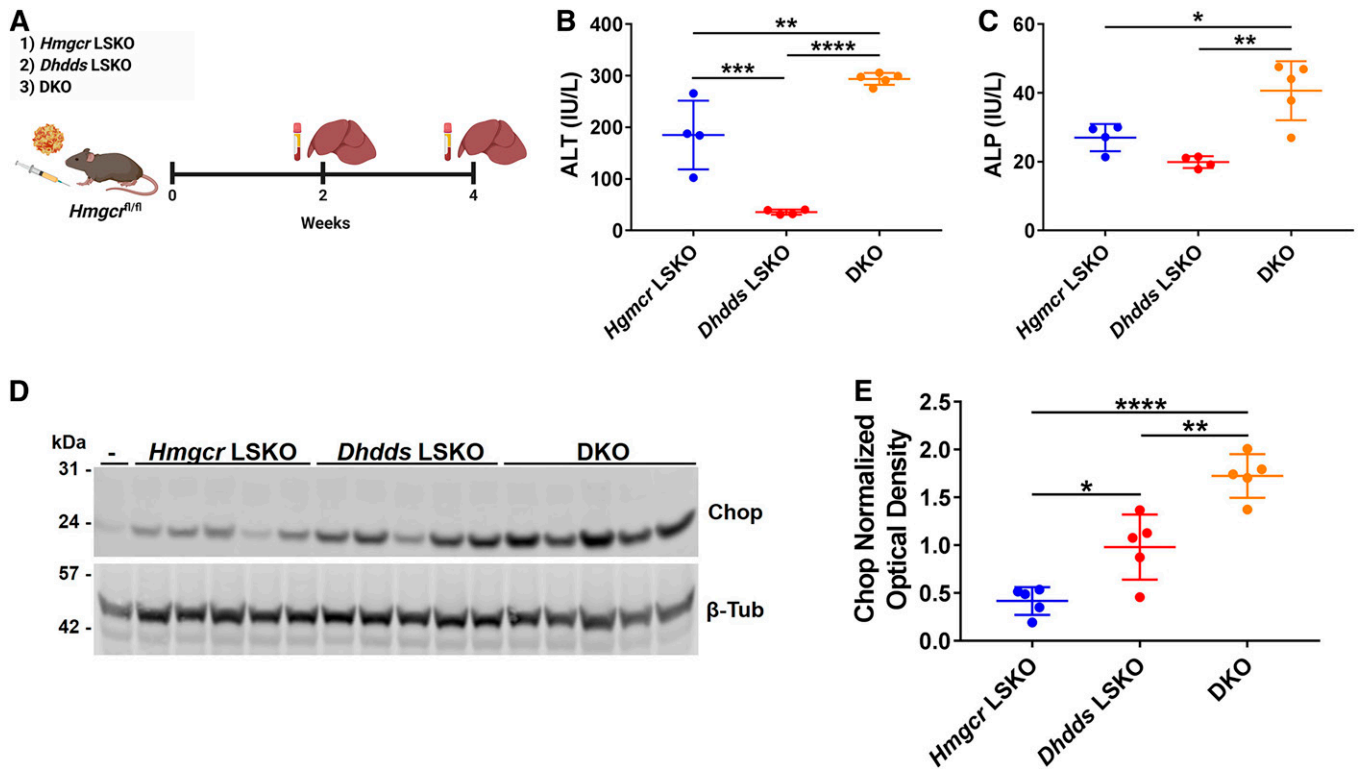 A
1) Hmgcr LSKO
2) Dhdds LSKO
3) DKO
Hmgcrfl/fl
0
2
4
Weeks
B
ALT (IU/L)
400
300
200
100
0
**
****
***
Hgmcr LSKO
Dhdds LSKO
DKO
C
ALP (IU/L)
60
40
20
0
*
**
Hgmcr LSKO
Dhdds LSKO
DKO
D
kDa
- Hmgcr LSKO Dhdds LSKO DKO
31 -
24 -
Chop
57 -
42 -
β-Tub
E
Chop Normalized
Optical Density
2.5
2.0
1.5
1.0
0.5
0.0
****
**
*
Hmgcr LSKO
Dhdds LSKO
DKO